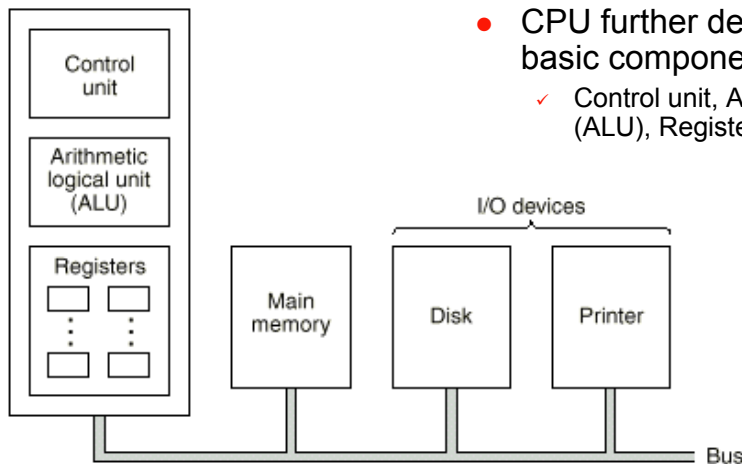 CPU further de
basic compone
Control unit, A
(ALU), Registe
Control
unit
Arithmetic
logical unit
(ALU)
Registers
I/O devices
Main
memory
Disk
Printer
Bus